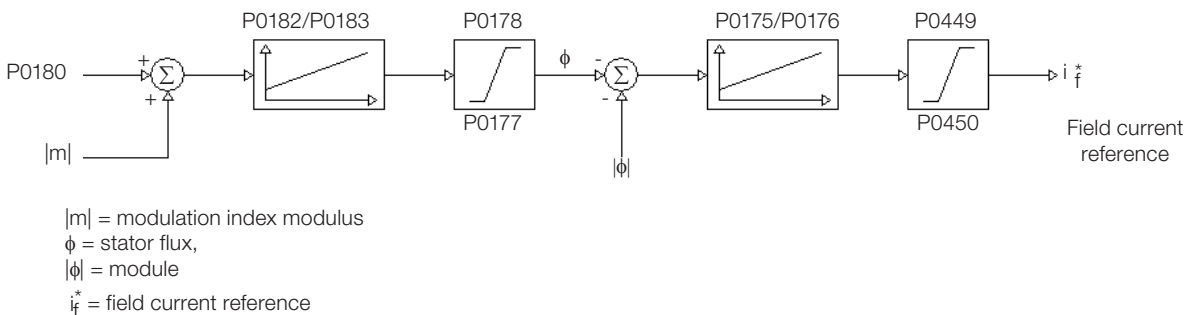 P0182/P0183
P0178
P0175/P0176
P0449
P0180
+
Σ
+
ϕ
-
Σ
-
i*f
P0177
P0450
|m|
|ϕ|
Field current
reference
|m| = modulation index modulus
ϕ = stator flux,
|ϕ| = module
i*f = field current reference